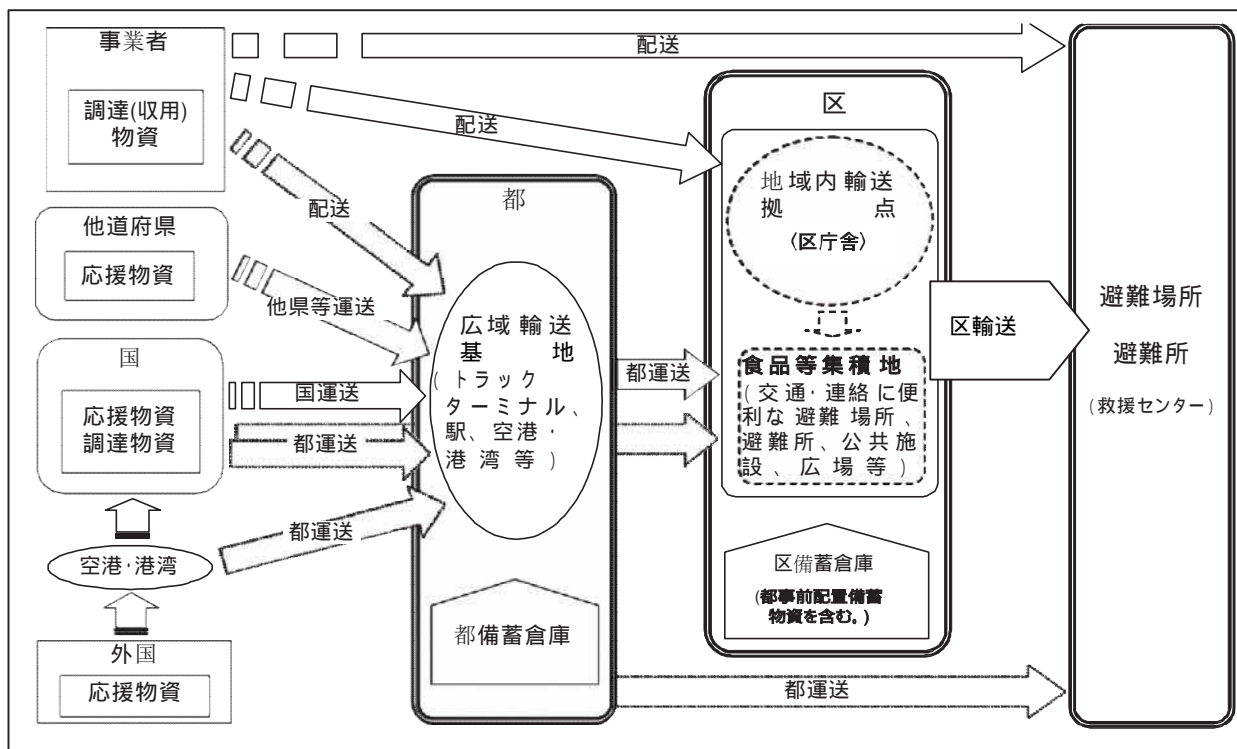 事業者
調達(収用)
物資
配送
配送
配送
他道府県
応援物資
他県等運送
国
応援物資
調達物資
国運送
都運送
空港・港湾
都運送
外国
応援物資
都
広域輸送
基地
(トラック
ターミナル、
駅、空港・
港湾等)
都備蓄倉庫
都運送
都運送
区
地域内輸送
拠点
〈区庁舎〉
食品等集積地
(交通・連絡に便
利な避難場所、
避難所、公共施
設、広場等)
区備蓄倉庫
(都事前配置備蓄
物資を含む。)
区輸送
避難場所
避難所
(救援センター)